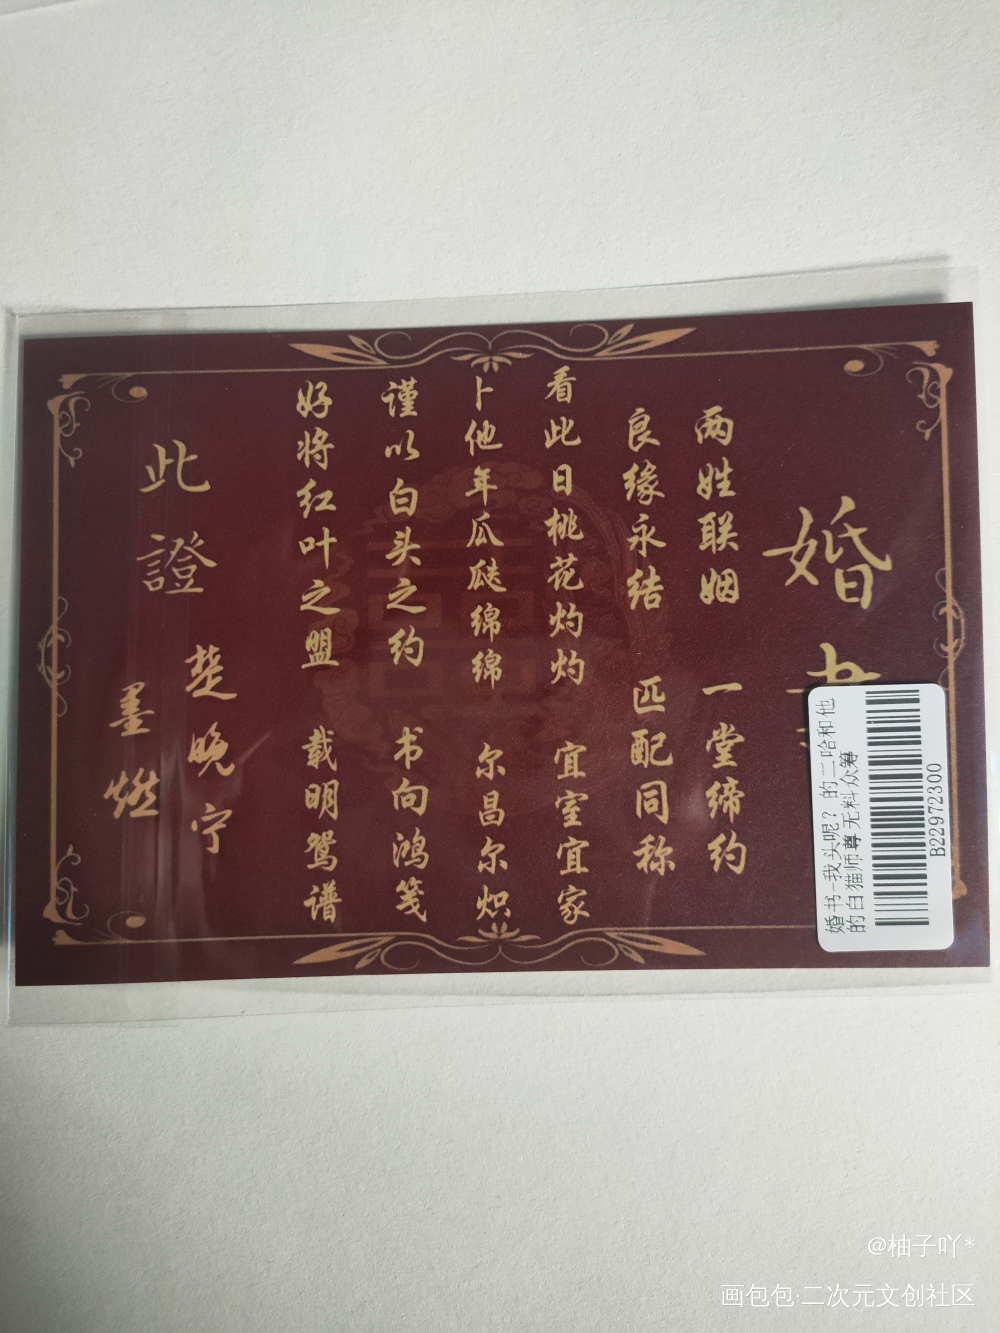 婚书
两姓联姻 一堂缔约
良缘永结 匹配同称
看此日桃花灼灼 宜室宜家
卜他年瓜瓞绵绵 尔昌尔炽
谨以白头之约 书向鸿笺
好将红叶之盟 载明鸳谱
此證
楚晚宁
墨燃
婚书-我头呢？的二哈和他
的白猫师尊无料众筹
B22972300
@柚子吖*
画包包·二次元文创社区